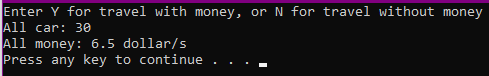 Enter Y for travel with money, or N for travel without money
All car: 30
All money: 6.5 dollar/s
Press any key to continue . . .